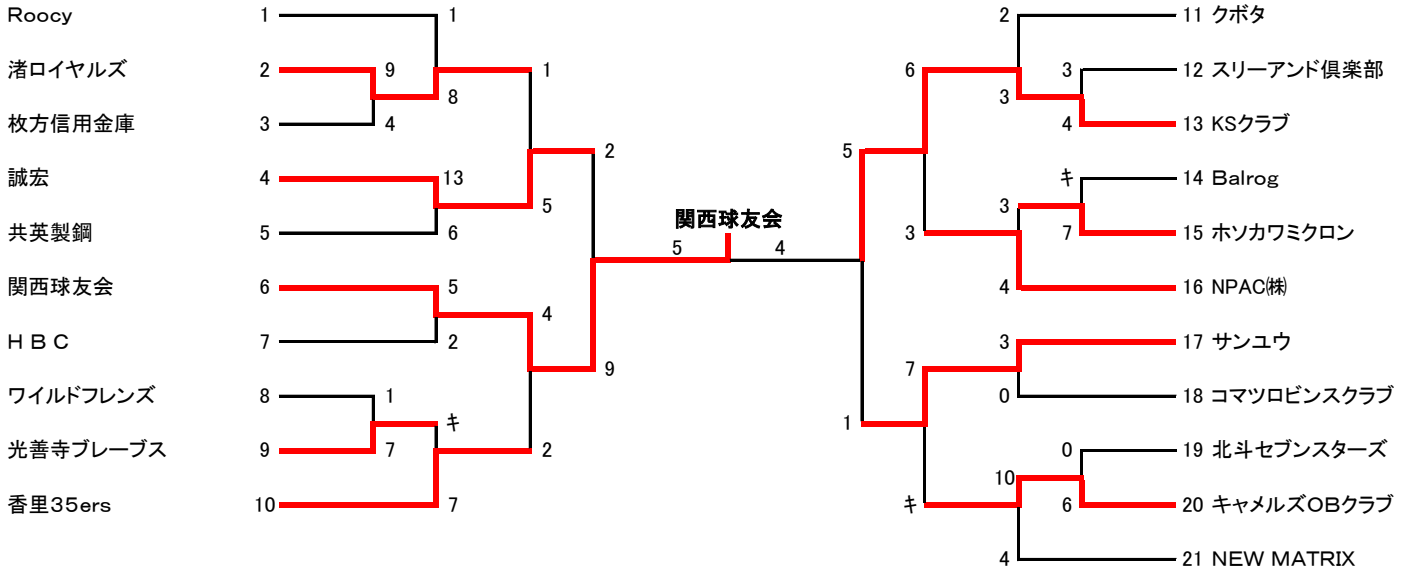 Roocy 1 1 2 11 クボタ
渚ロイヤルズ 2 9 1 6 3 12 スリーアンド倶楽部
8 3
枚方信用金庫 3 4 4 13 KSクラブ
2 5
誠宏 4 13 キ 14 Balrog
5 3
関西球友会
共英製鋼 5 6 3 7 15 ホソカワミクロン
5 4
関西球友会 6 5 4 16 NPAC㈱
4
HBC 7 2 3 17 サンユウ
9 7
ワイルドフレンズ 8 1 0 18 コマツロビンスクラブ
キ 1
光善寺ブレーブス 9 7 2 0 19 北斗セブンスターズ
10
香里35ers 10 7 キ 6 20 キャメルズOBクラブ
4 21 NEW MATRIX